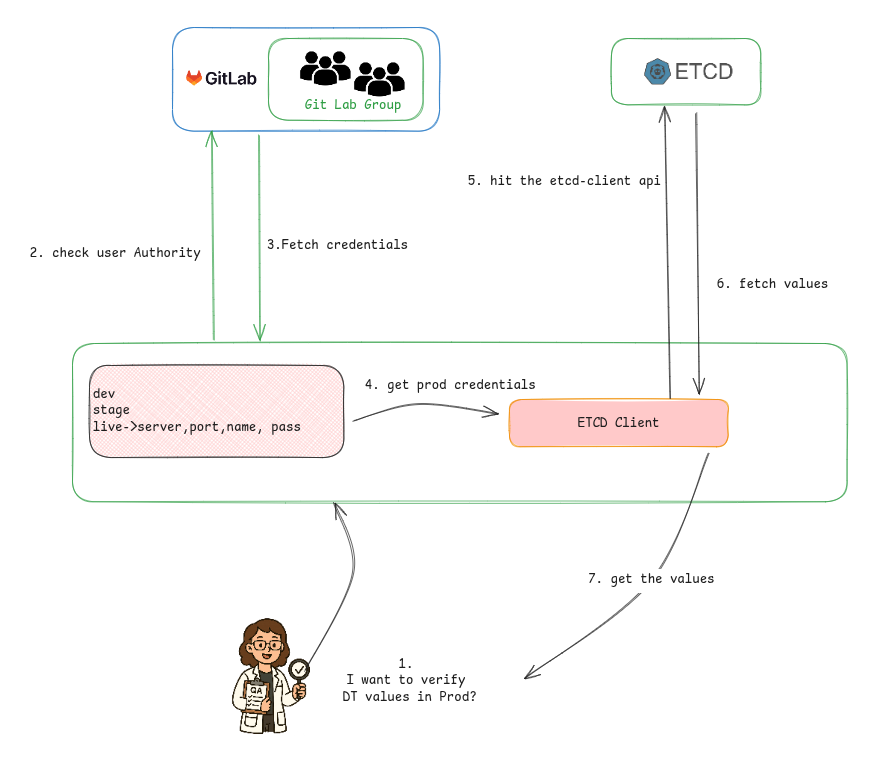 GitLab
Git Lab Group
ETCD
5. hit the etcd-client api
2. check user Authority
3.Fetch credentials
6. fetch values
dev
stage
live->server,port,name, pass
4. get prod credentials
ETCD Client
7. get the values
QA
1.
I want to verify
DT values in Prod?